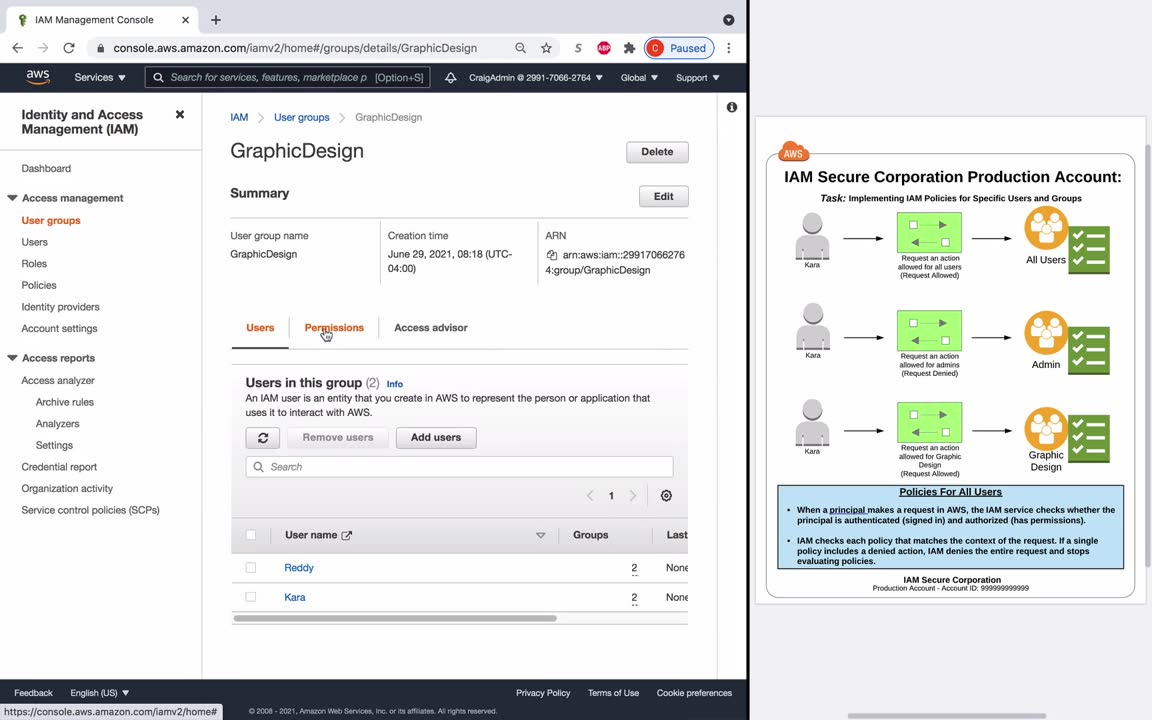 IAM Management Console
console.aws.amazon.com/iamv2/home#/groups/details/GraphicDesign
S
ABP
C Paused
aws
Services
Search for services, features, marketplace p [Option+S]
CraigAdmin @ 2991-7066-2764
Global
Support
Identity and Access
Management (IAM)
Dashboard
Access management
User groups
Users
Roles
Policies
Identity providers
Account settings
Access reports
Access analyzer
Archive rules
Analyzers
Settings
Credential report
Organization activity
Service control policies (SCPs)
IAM > User groups > GraphicDesign
GraphicDesign
Delete
Summary
Edit
User group name
GraphicDesign
Creation time
June 29, 2021, 08:18 (UTC-
04:00)
ARN
arn:aws:iam::29917066276
4:group/GraphicDesign
Users
Permissions
Access advisor
Users in this group (2) Info
An IAM user is an entity that you create in AWS to represent the person or application that
uses it to interact with AWS.
Remove users
Add users
Search
1
User name
Groups
Last
Reddy
2
None
Kara
2
None
Feedback
English (US)
Privacy Policy
Terms of Use
Cookie preferences
https://console.aws.amazon.com/iamv2/home#
© 2008 - 2021, Amazon Web Services, Inc. or its affiliates. All rights reserved.
AWS
IAM Secure Corporation Production Account:
Task: Implementing IAM Policies for Specific Users and Groups
Kara
Request an action
allowed for all users
(Request Allowed)
All Users
Kara
Request an action
allowed for admins
(Request Denied)
Admin
Kara
Request an action
allowed for Graphic
Design
(Request Allowed)
Graphic
Design
Policies For All Users
• When a principal makes a request in AWS, the IAM service checks whether the
principal is authenticated (signed in) and authorized (has permissions).
• IAM checks each policy that matches the context of the request. If a single
policy includes a denied action, IAM denies the entire request and stops
evaluating policies.
IAM Secure Corporation
Production Account - Account ID: 999999999999